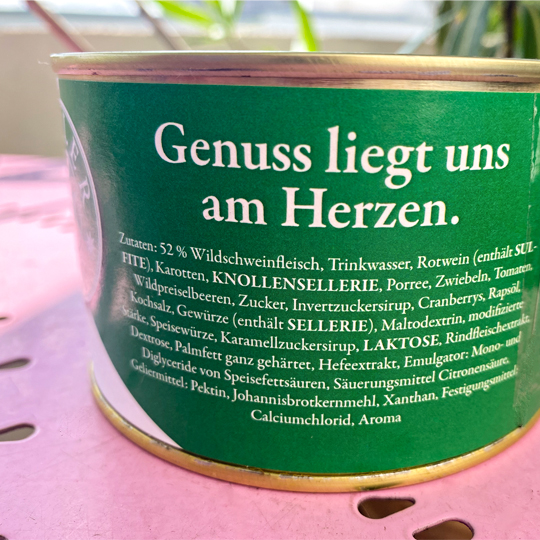 Genuss liegt uns
am Herzen.
Zutaten: 52 % Wildschweinfleisch, Trinkwasser, Rotwein (enthält SUL-
FITE), Karotten, KNOLLENSELLERIE, Porree, Zwiebeln, Tomaten,
Wildpreiselbeeren, Zucker, Invertzuckersirup, Cranberrys, Rapsöl,
Kochsalz, Gewürze (enthält SELLERIE), Maltodextrin, modifizierte
Stärke, Speisewürze, Karamellzuckersirup, LAKTOSE, Rindfleischextrakt,
Dextrose, Palmfett ganz gehärtet, Hefeextrakt, Emulgator: Mono- und
Diglyceride von Speisefettsäuren, Säuerungsmittel Citronensäure,
Geliermittel: Pektin, Johannisbrotkernmehl, Xanthan, Festigungsmittel:
Calciumchlorid, Aroma